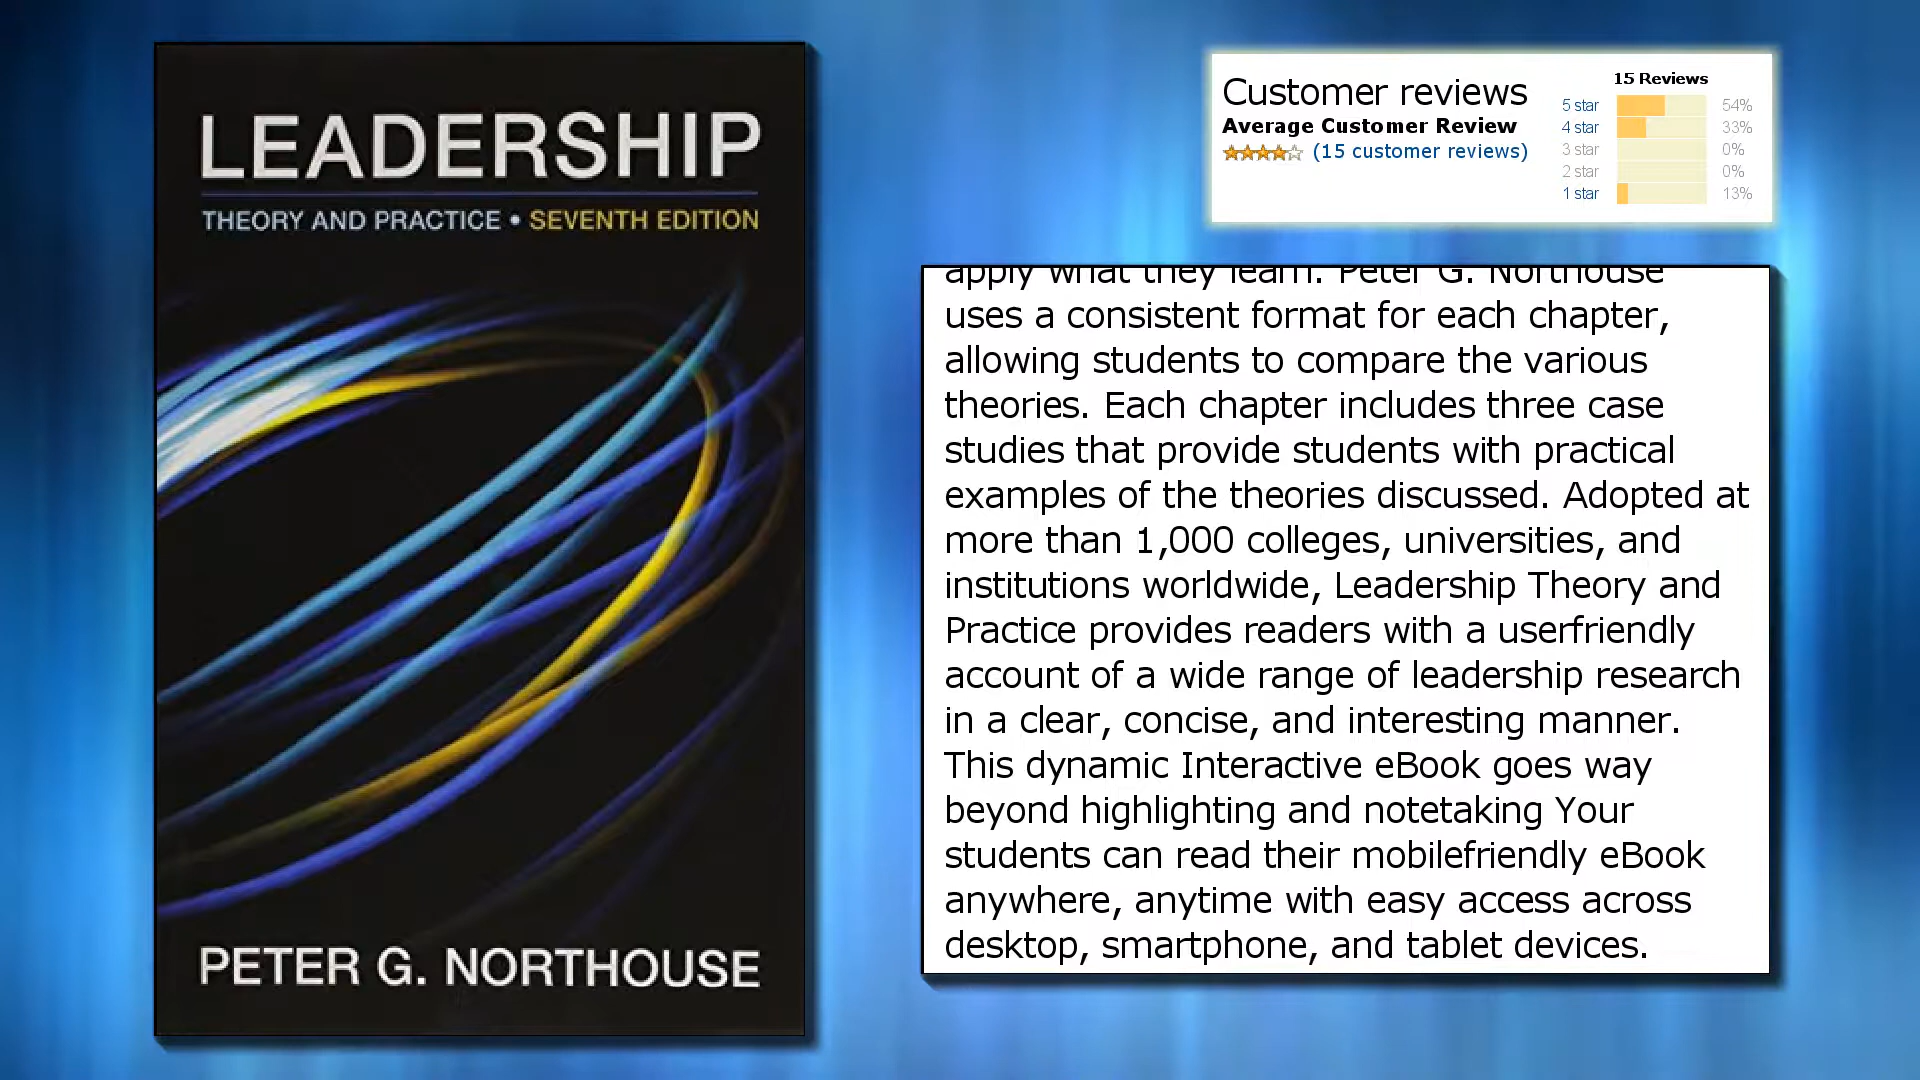 LEADERSHIP
THEORY AND PRACTICE • SEVENTH EDITION
PETER G. NORTHOUSE
Customer reviews
Average Customer Review
(15 customer reviews)
15 Reviews
5 star 54%
4 star 33%
3 star 0%
2 star 0%
1 star 13%
apply what they learn. Peter G. Northouse
uses a consistent format for each chapter,
allowing students to compare the various
theories. Each chapter includes three case
studies that provide students with practical
examples of the theories discussed. Adopted at
more than 1,000 colleges, universities, and
institutions worldwide, Leadership Theory and
Practice provides readers with a userfriendly
account of a wide range of leadership research
in a clear, concise, and interesting manner.
This dynamic Interactive eBook goes way
beyond highlighting and notetaking Your
students can read their mobilefriendly eBook
anywhere, anytime with easy access across
desktop, smartphone, and tablet devices.